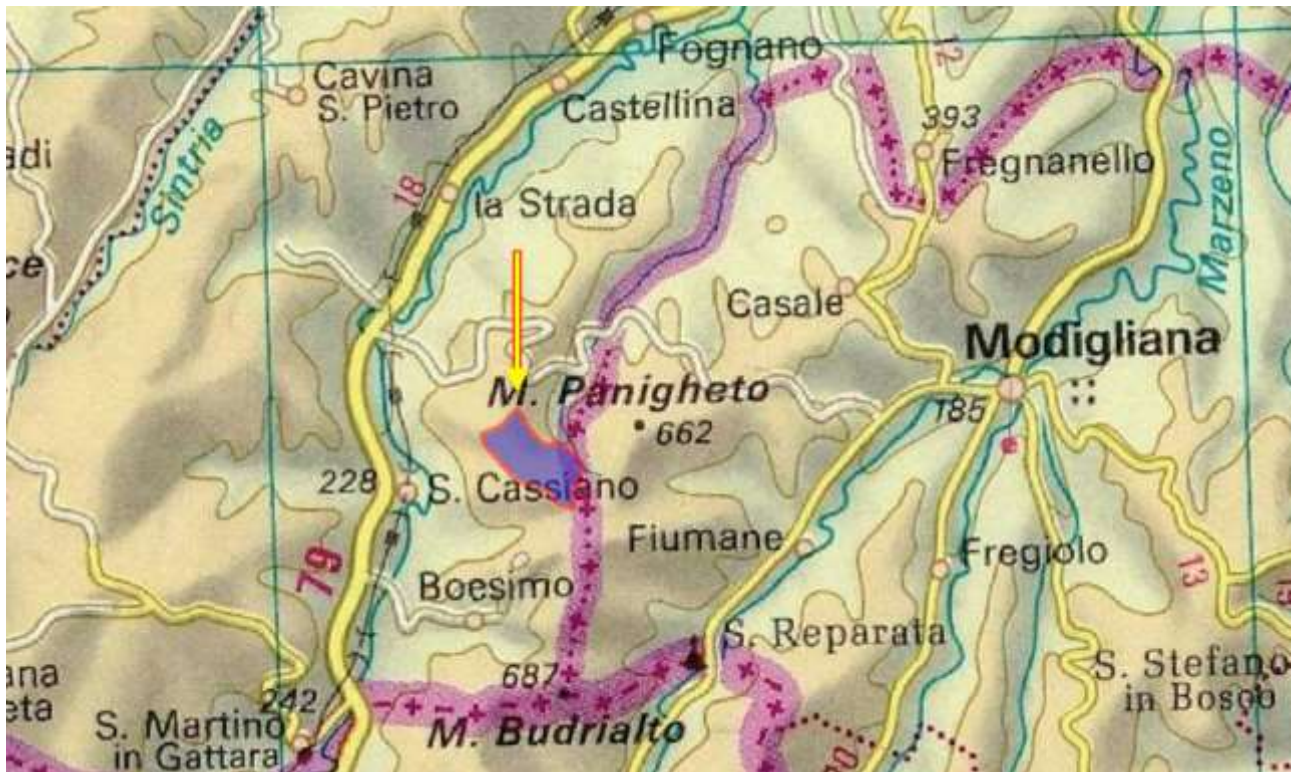 Fognano
Cavina
S. Pietro
Castellina
12
393
Fregnanello
adi
Sintria
18
la Strada
Marzeno
ce
Casale
Modigliana
M. Panigheto
185
662
228
S. Cassiano
Fiumane
Fregiolo
79
Boesimo
13
S. Reparata
687
S. Stefano
in Bosco
ana
eta
242
S. Martino
in Gattara
M. Budrialto